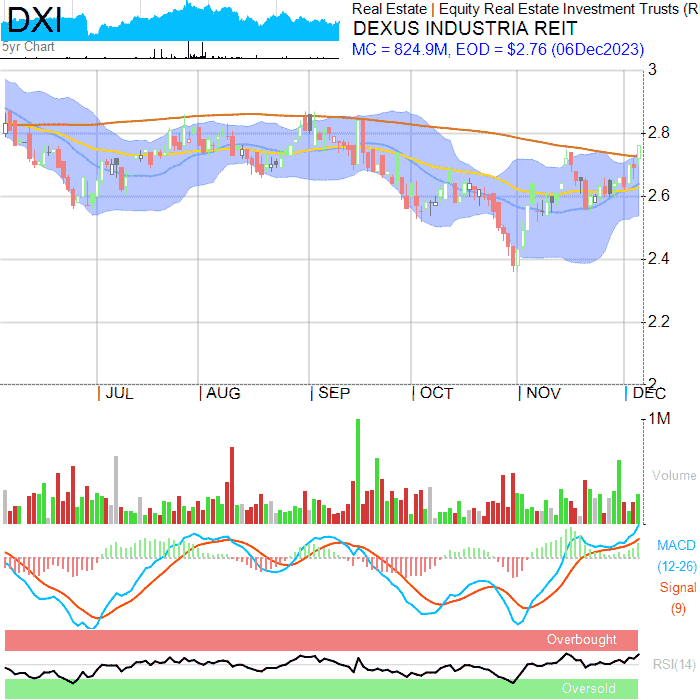 DXI
5yr Chart
Real Estate | Equity Real Estate Investment Trusts (R
DEXUS INDUSTRIA REIT
MC = 824.9M, EOD = $2.76 (06Dec2023)
3
2.8
2.6
2.4
2.2
2
JUL AUG SEP OCT NOV DEC
1M
Volume
MACD
(12-26)
Signal
(9)
Overbought
RSI(14)
Oversold